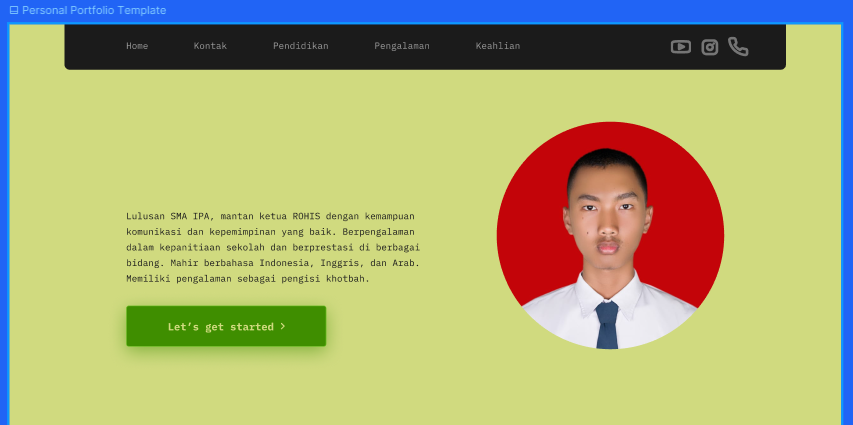 Personal Portfolio Template
Home Kontak Pendidikan Pengalaman Keahlian
Lulusan SMA IPA, mantan ketua ROHIS dengan kemampuan
komunikasi dan kepemimpinan yang baik. Berpengalaman
dalam kepanitiaan sekolah dan berprestasi di berbagai
bidang. Mahir berbahasa Indonesia, Inggris, dan Arab.
Memiliki pengalaman sebagai pengisi khotbah.
Let's get started